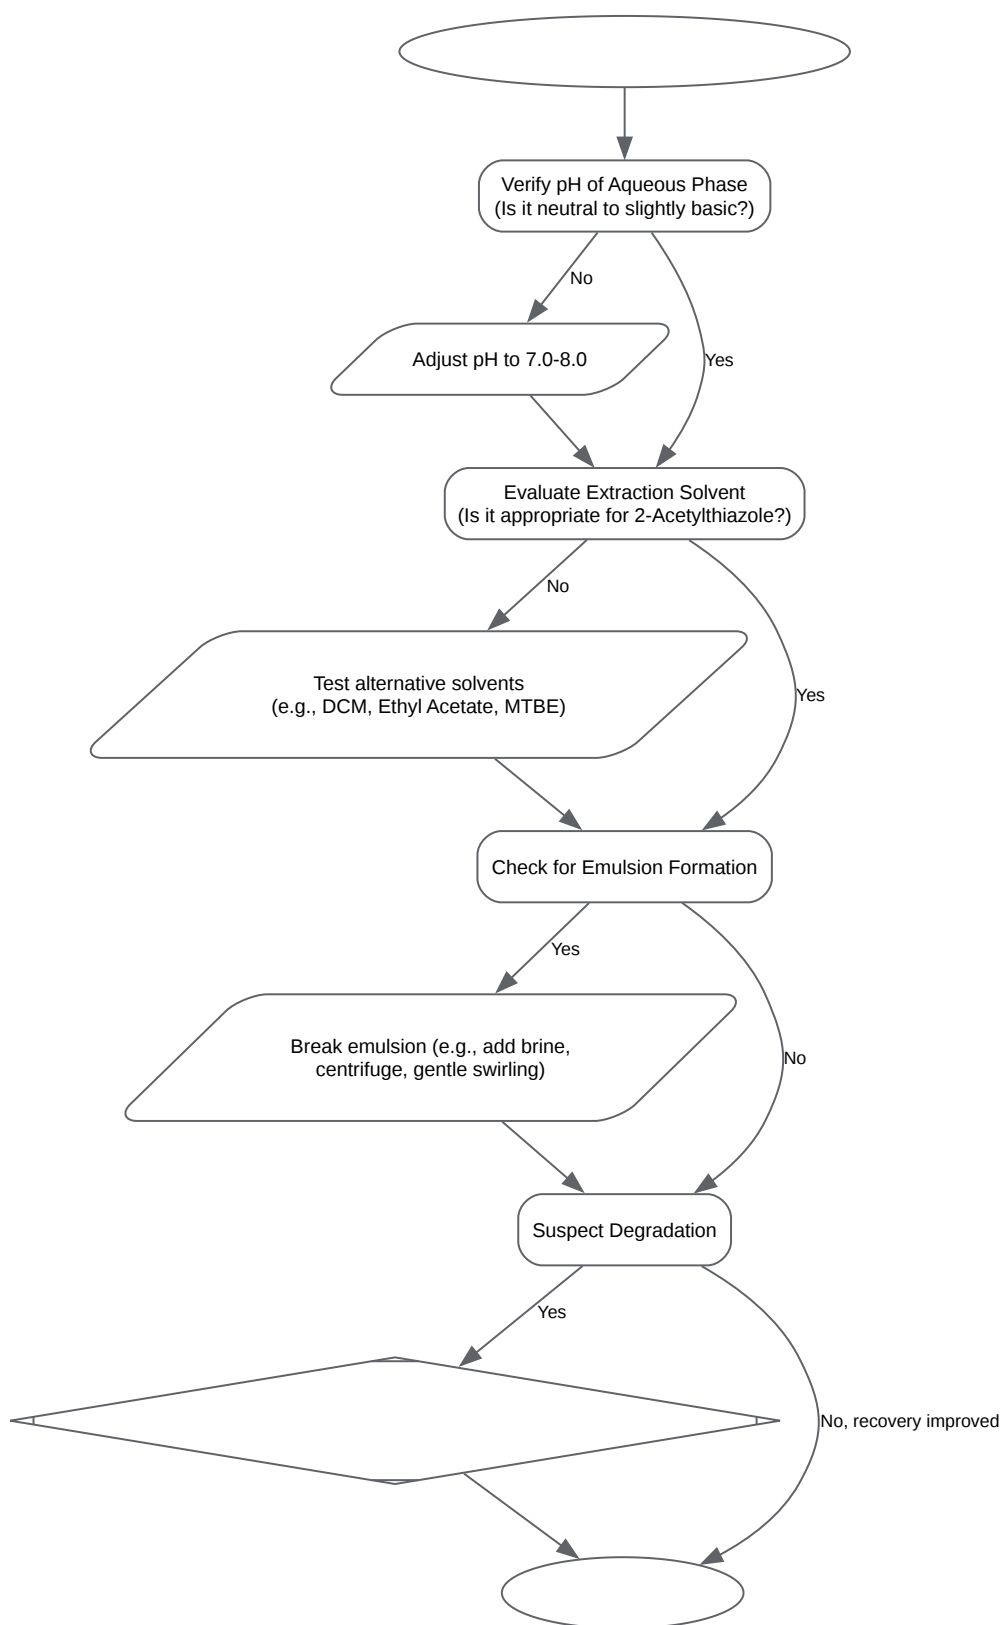 Verify pH of Aqueous Phase
(Is it neutral to slightly basic?)
No
Adjust pH to 7.0-8.0
Yes
Evaluate Extraction Solvent
(Is it appropriate for 2-Acetylthiazole?)
No
Test alternative solvents
(e.g., DCM, Ethyl Acetate, MTBE)
Yes
Check for Emulsion Formation
Yes
Break emulsion (e.g., add brine,
centrifuge, gentle swirling)
No
Suspect Degradation
Yes
No, recovery improved